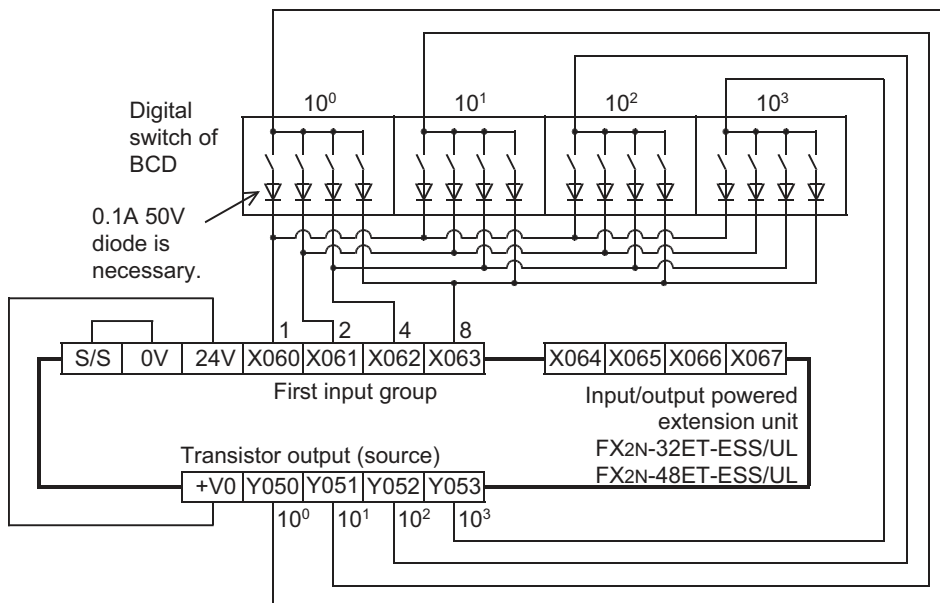 10⁰ 10¹ 10² 10³
Digital
switch of
BCD
0.1A 50V
diode is
necessary.
1 2 4 8
S/S 0V 24V X060 X061 X062 X063 X064 X065 X066 X067
First input group
Input/output powered
extension unit
FX2N-32ET-ESS/UL
FX2N-48ET-ESS/UL
Transistor output (source)
+V0 Y050 Y051 Y052 Y053
10⁰ 10¹ 10² 10³